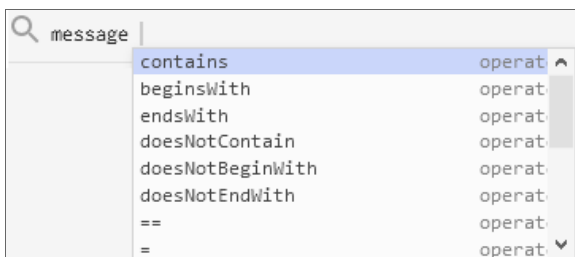 message
contains operat
beginsWith operat
endsWith operat
doesNotContain operat
doesNotBeginWith operat
doesNotEndWith operat
== operat
= operat